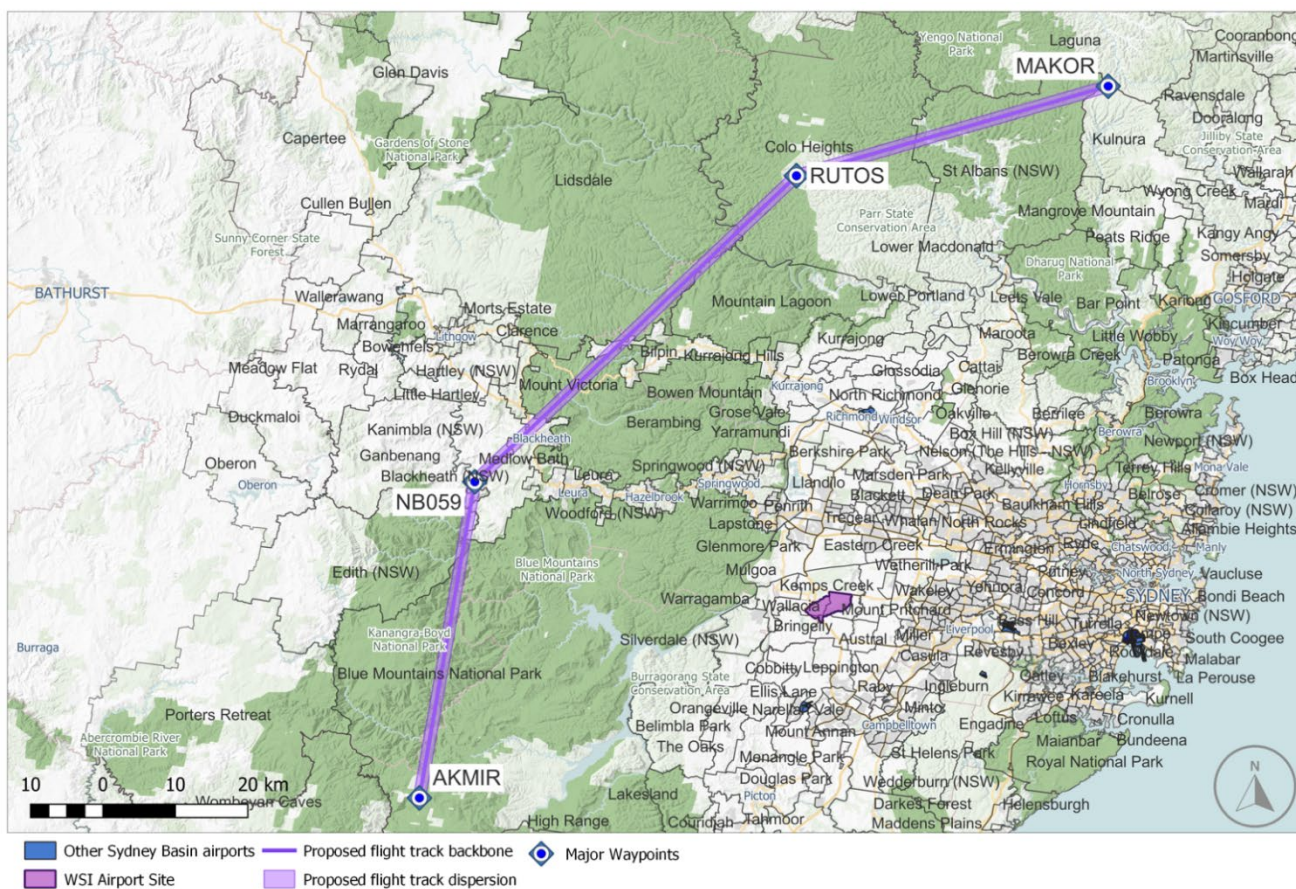 Yengo National
Park
Laguna
Cooranbong
Martinsville
MAKOR
Glen Davis
Ravensdale
Dooralong
Jilliby State
Conservation Area
Capertee
Gardens of Stone
National Park
Kulnura
Colo Heights
RUTOS
Lidsdale
St Albans (NSW)
Wallarah
Wyong Creek
Mardi
Cullen Bullen
Mangrove Mountain
Parr State
Conservation Area
Peats Ridge
Kangy Angy
Sunny Corner State
Forest
Lower Macdonald
Somersby
Dharug National
Park
Holgate
BATHURST
Wallerawang
Morts Estate
Mountain Lagoon
Lower Portland
Leets Vale
Bar Point
Kariong
GOSFORD
Marrangaroo
Clarence
Lithgow
Maroota
Little Wobby
Kincumber
Woy Woy
Bowenfels
Bilpin
Kurrajong Hills
Kurrajong
Berowra Creek
Patonga
Meadow Flat
Rydal
Hartley (NSW)
Glossodia
Cattai
Brooklyn
Box Head
Mount Victoria
Little Hartley
Bowen Mountain
Kurrajong
North Richmond
Glenorie
Duckmaloi
Grose Vale
Richmond
Windsor
Oakville
Berrilee
Berowra
Kanimbla (NSW)
Berambing
Yarramundi
Box Hill (NSW)
Berowra
Newport (NSW)
Ganbenang
Blackheath
Medlow Bath
Berkshire Park
Nelson (The Hills - NSW)
Kellyville
Terrey Hills
Mona Vale
Oberon
Blackheath (NSW)
Leura
Springwood (NSW)
Llandilo
Marsden Park
Hornsby
Oberon
NB059
Leura
Hazelbrook
Springwood
Warrimoo
Penrith
Blackett
Dean Park
Baulkham Hills
Belrose
Cromer (NSW)
Woodford (NSW)
Lapstone
Tregear
Whalan
North Rocks
Lindfield
Collaroy (NSW)
Allambie Heights
Glenmore Park
Eastern Creek
Ermington
Ryde
Chatswood
Manly
Blue Mountains
National Park
Mulgoa
Wetherill Park
Putney
North Sydney
Vaucluse
Edith (NSW)
Kemps Creek
Yennora
Warragamba
Wallacia
Wakeley
Concord
SYDNEY
Bondi Beach
Mount Pritchard
Bass Hill
Newtown (NSW)
Kanangra-Boyd
National Park
Bringelly
Turrella
Silverdale (NSW)
Austral
Miller
Liverpool
Revesby
Bexley
Rockdale
South Coogee
Burraga
Casula
Malabar
Blue Mountains National Park
Burragorang State
Conservation Area
Cobbitty
Leppington
Oatley
Blakehurst
La Perouse
Ellis Lane
Raby
Ingleburn
Kirrawee
Kareela
Kurnell
Porters Retreat
Orangeville
Narellan Vale
Minto
Loftus
Cronulla
Belimbla Park
Mount Annan
Campbelltown
Engadine
Abercrombie River
National Park
The Oaks
St Helens Park
Maianbar
Bundeena
Menangle Park
Royal National Park
10 0 10 20 km
AKMIR
Douglas Park
Wedderburn (NSW)
Wombeyan Caves
Lakesland
Picton
Darkes Forest
Helensburgh
High Range
Couridjah
Tahmoor
Maddens Plains
N
Other Sydney Basin airports
Proposed flight track backbone
Major Waypoints
WSI Airport Site
Proposed flight track dispersion